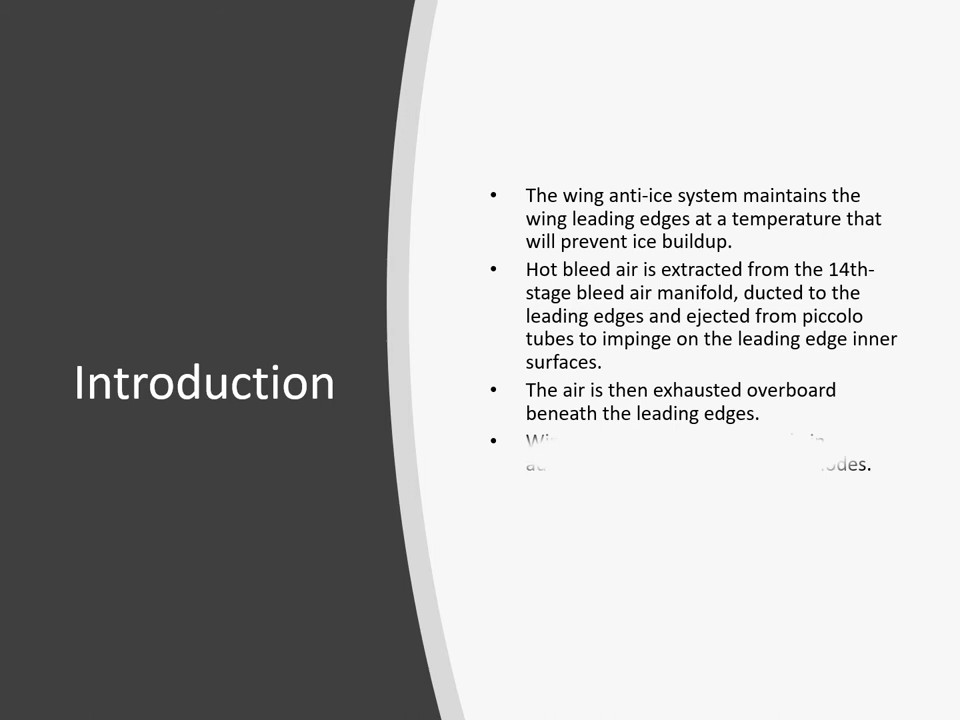 Introduction
The wing anti-ice system maintains the
wing leading edges at a temperature that
will prevent ice buildup.
Hot bleed air is extracted from the 14th-
stage bleed air manifold, ducted to the
leading edges and ejected from piccolo
tubes to impinge on the leading edge inner
surfaces.
The air is then exhausted overboard
beneath the leading edges.